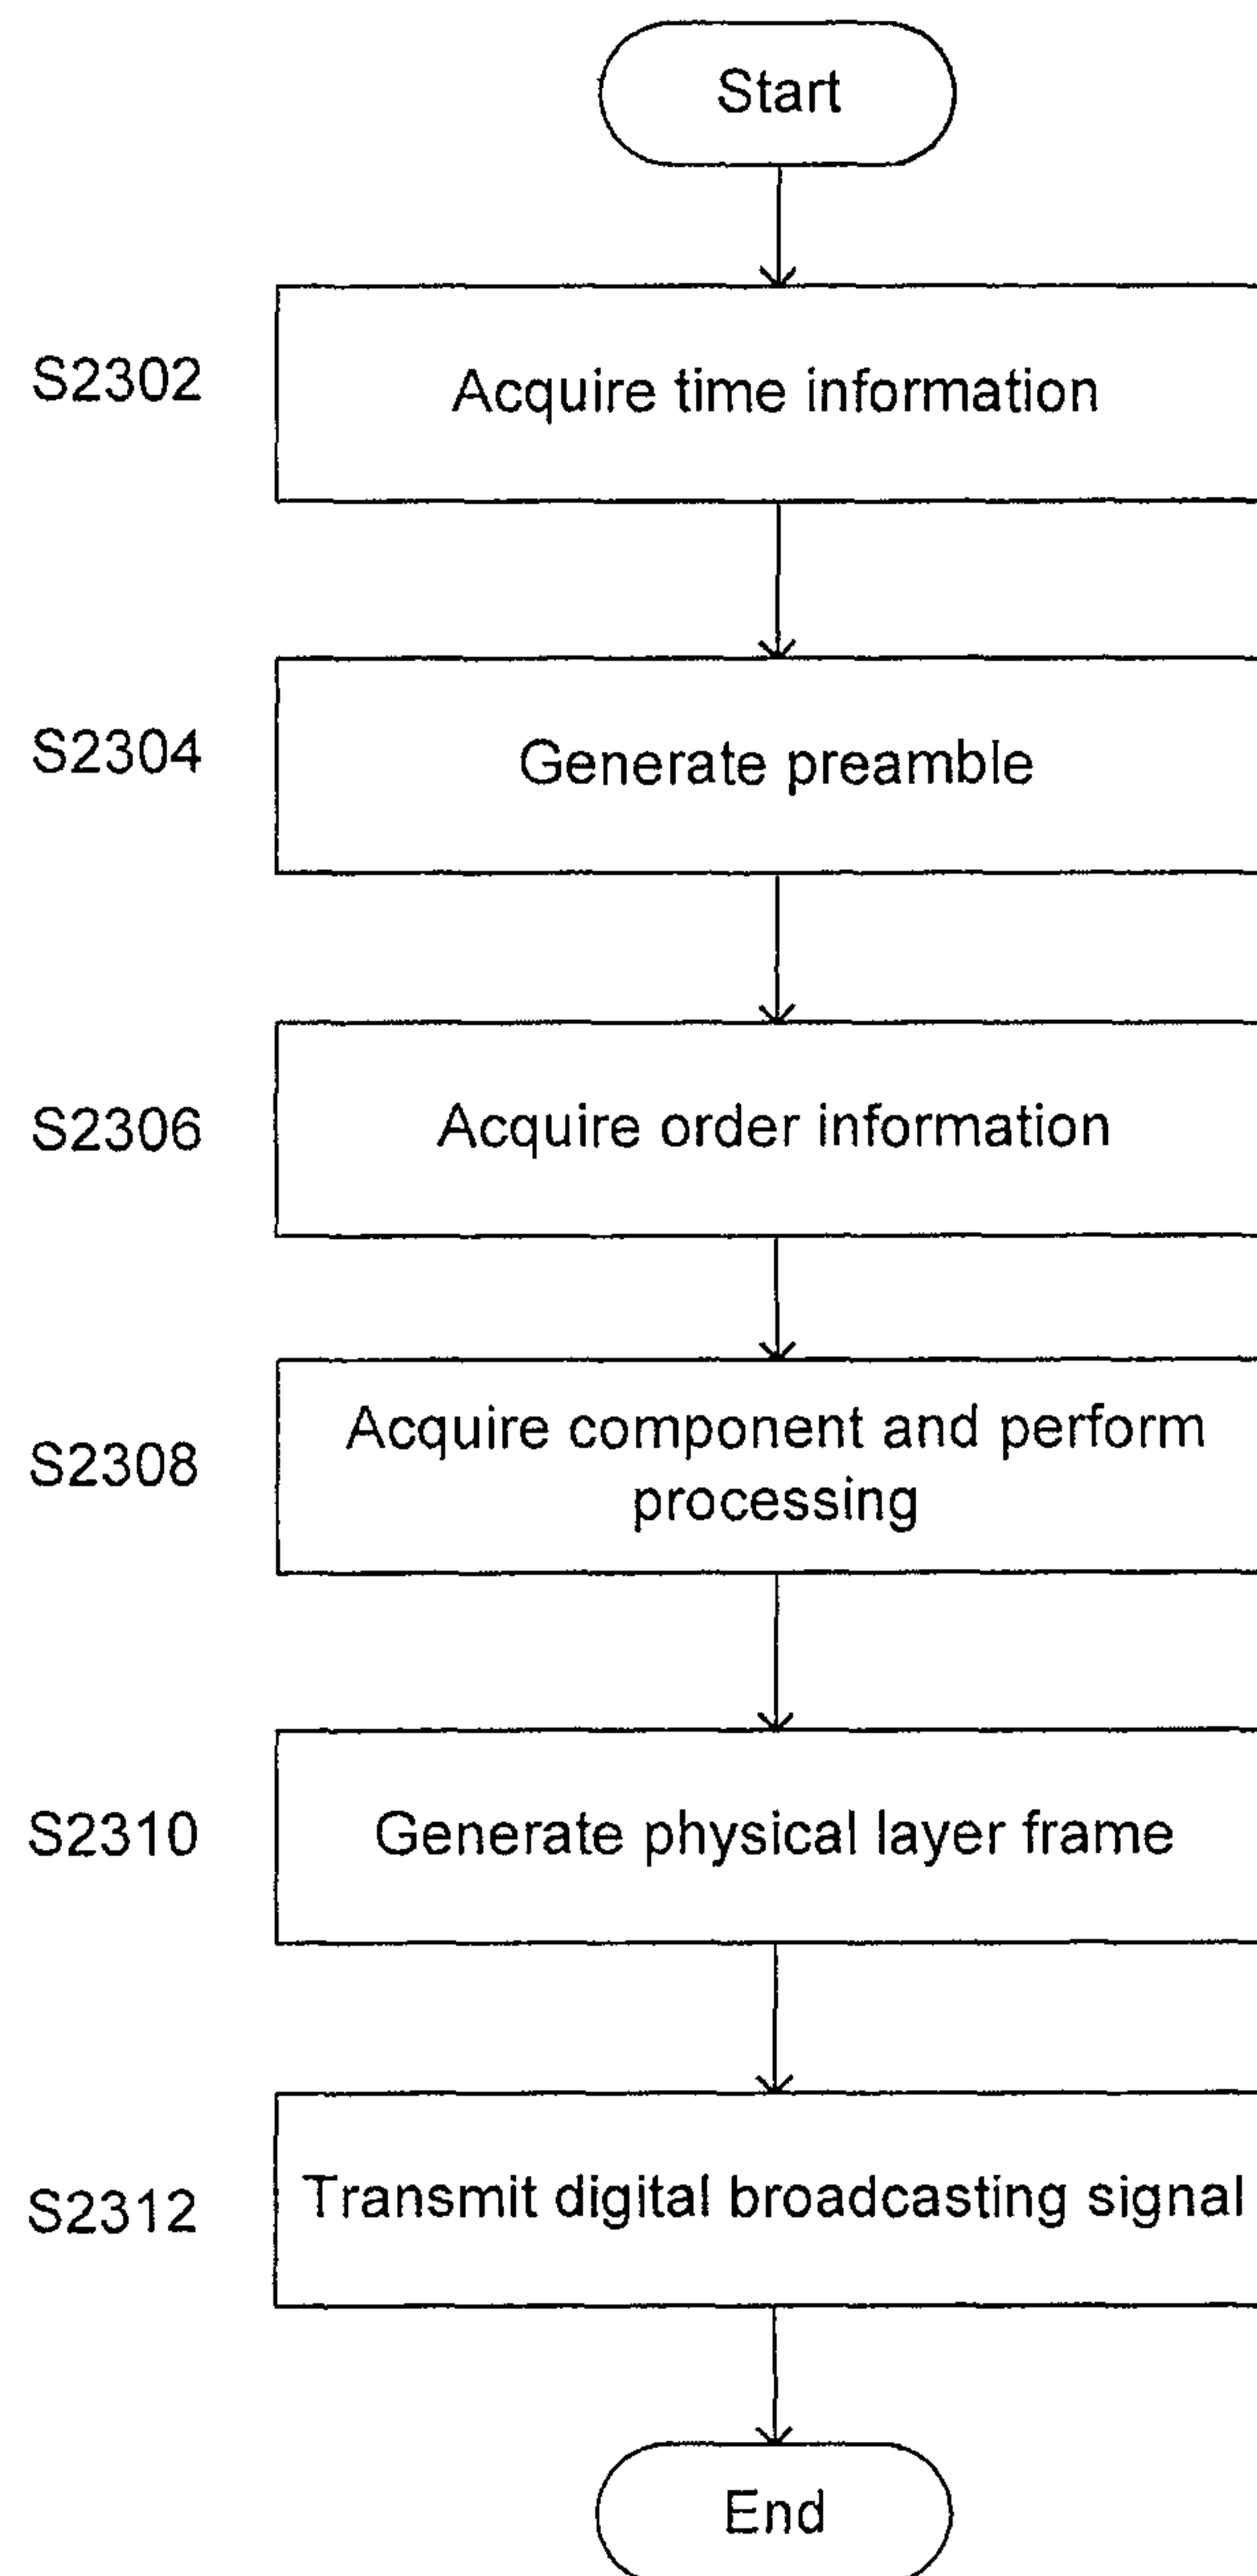 Start
S2302
Acquire time information
S2304
Generate preamble
S2306
Acquire order information
S2308
Acquire component and perform
processing
S2310
Generate physical layer frame
S2312
Transmit digital broadcasting signal
End